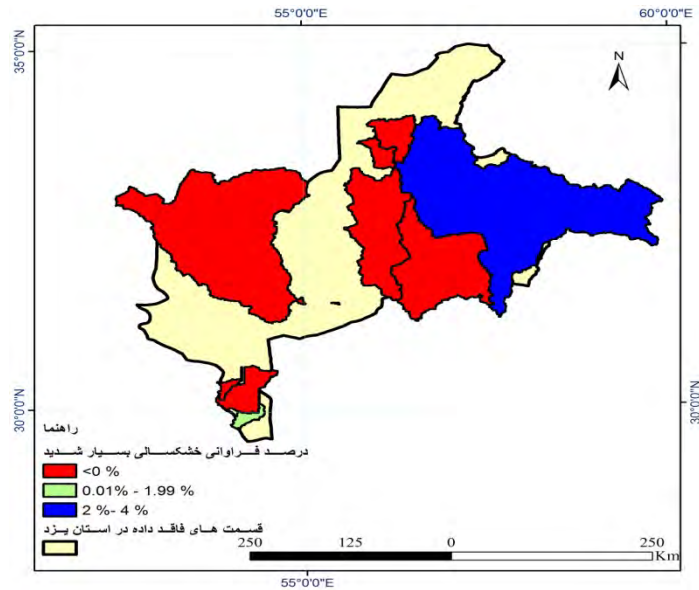 55°0'0"E
60°0'0"E
35°0'0"N
N
30°0'0"N
30°0'0"N
راهنما
درصد فراوانی خشکسالی بسیار شدید
<0 %
0.01% - 1.99 %
2 %- 4 %
قسمت های فاقد داده در استان یزد
250 125 0 250
Km
55°0'0"E